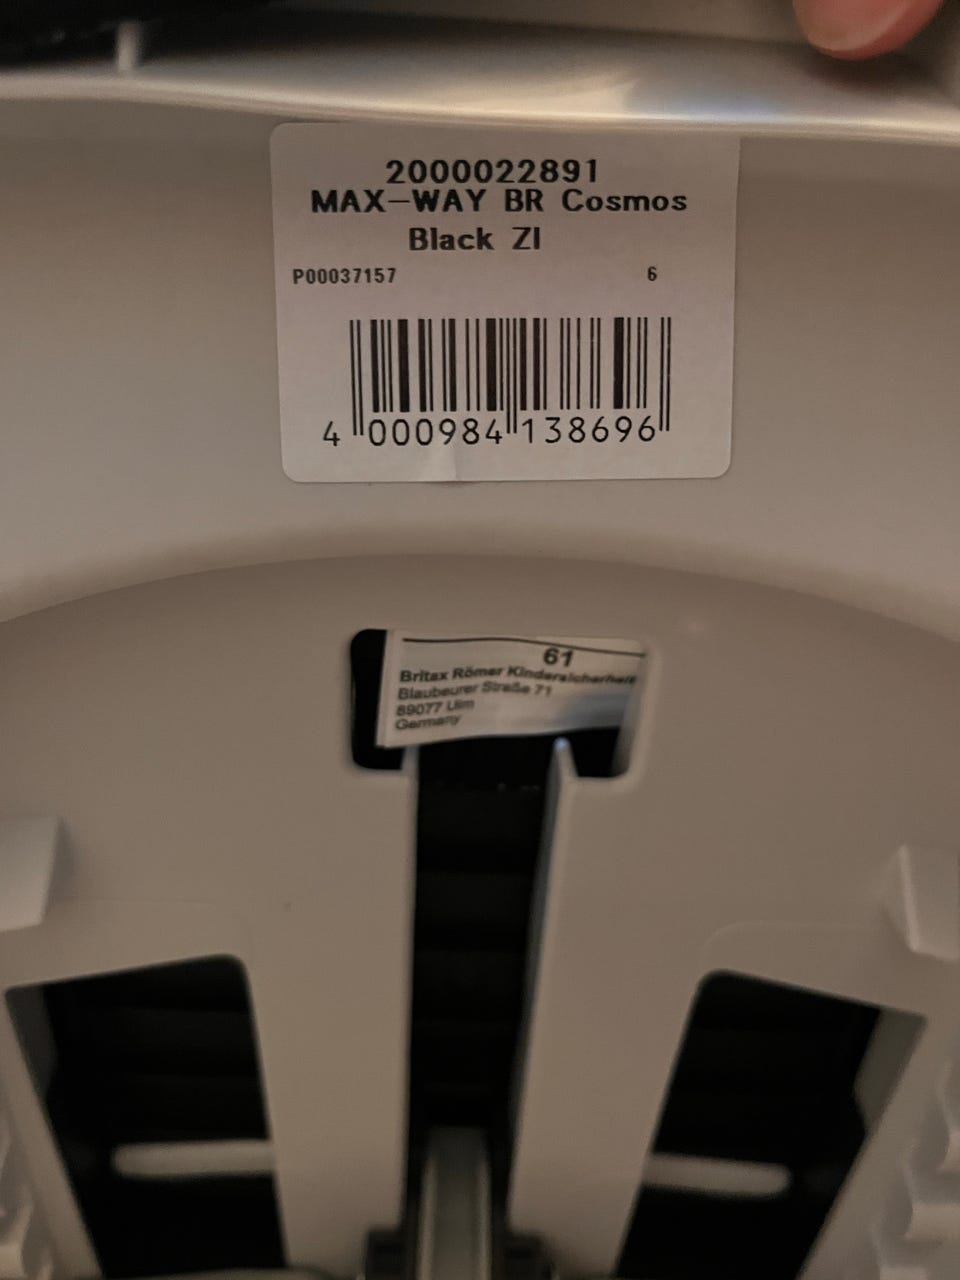 2000022891
MAX-WAY BR Cosmos
Black ZI
P00037157 6
4 000984 138696
61
Britax Römer Kindersicherheit
Blaubeurer Straße 71
89077 Ulm
Germany